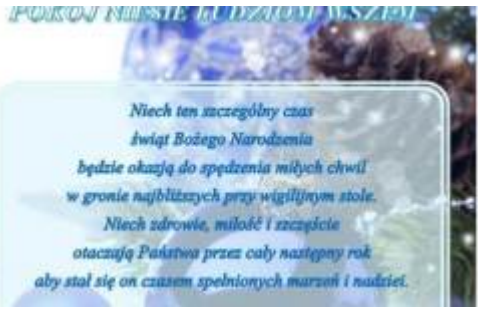 POKÓJ NIESIE LUDZIOM WSZEM
Niech ten szczególny czas
świąt Bożego Narodzenia
będzie okazją do spędzenia miłych chwil
w gronie najbliższych przy wigilijnym stole.
Niech zdrowie, miłość i szczęście
otaczają Państwa przez cały następny rok
aby stał się on czasem spełnionych marzeń i nadziei.